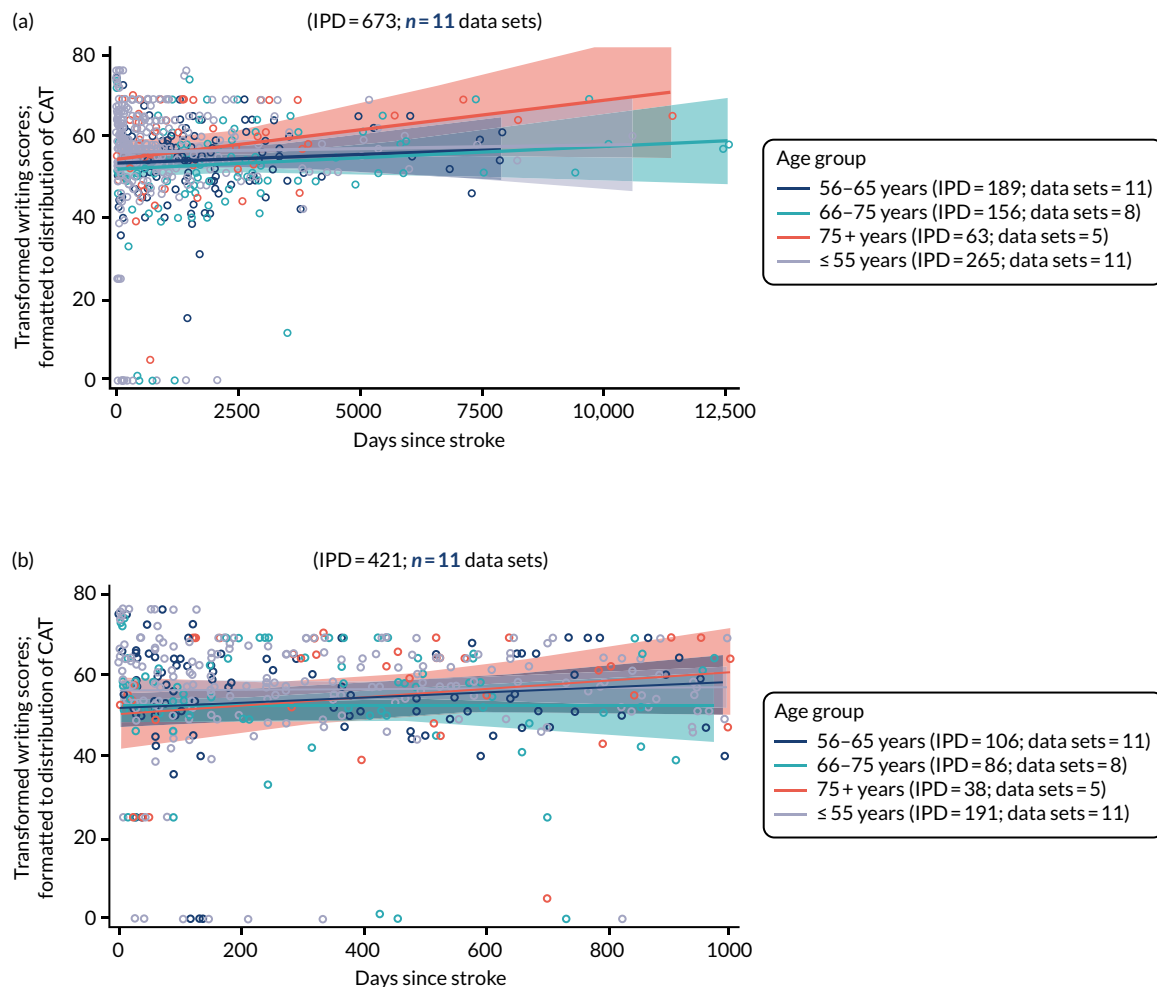 (a)
(IPD = 673; n = 11 data sets)
80
60
40
20
0
Transformed writing scores;
formatted to distribution of CAT
0 2500 5000 7500 10,000 12,500
Days since stroke
Age group
56–65 years (IPD = 189; data sets = 11)
66–75 years (IPD = 156; data sets = 8)
75 + years (IPD = 63; data sets = 5)
≤ 55 years (IPD = 265; data sets = 11)
(b)
(IPD = 421; n = 11 data sets)
80
60
40
20
0
Transformed writing scores;
formatted to distribution of CAT
0 200 400 600 800 1000
Days since stroke
Age group
56–65 years (IPD = 106; data sets = 11)
66–75 years (IPD = 86; data sets = 8)
75 + years (IPD = 38; data sets = 5)
≤ 55 years (IPD = 191; data sets = 11)